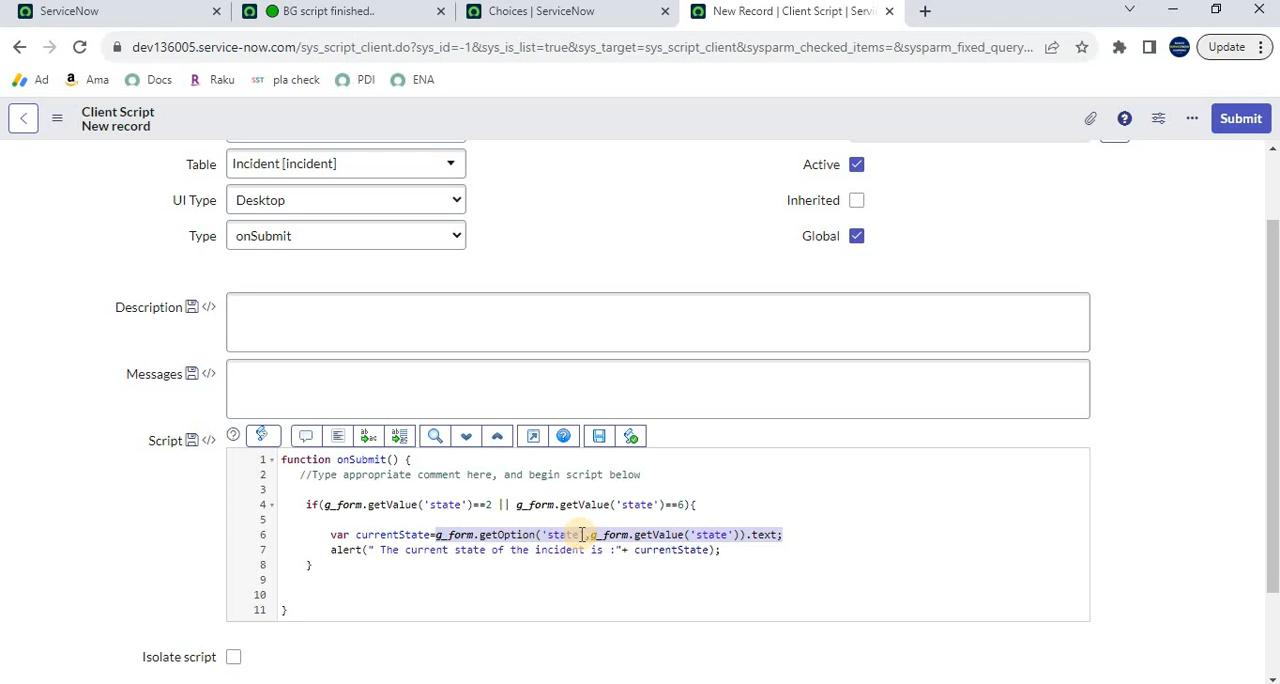 ServiceNow
BG script finished..
Choices | ServiceNow
New Record | Client Script | Servi
dev136005.service-now.com/sys_script_client.do?sys_id=-1&sys_is_list=true&sys_target=sys_script_client&sysparm_checked_items=&sysparm_fixed_query...
Update
Ad
Ama
Docs
Raku
SST pla check
PDI
ENA
Client Script
New record
Submit
Table
Incident [incident]
Active
UI Type
Desktop
Inherited
Type
onSubmit
Global
Description
Messages
Script
1 function onSubmit() {
2 //Type appropriate comment here, and begin script below
3
4 if(g_form.getValue('state')==2 || g_form.getValue('state')==6){
5
6 var currentState=g_form.getOption('state',g_form.getValue('state')).text;
7 alert(" The current state of the incident is :"+ currentState);
8 }
9
10
11 }
Isolate script